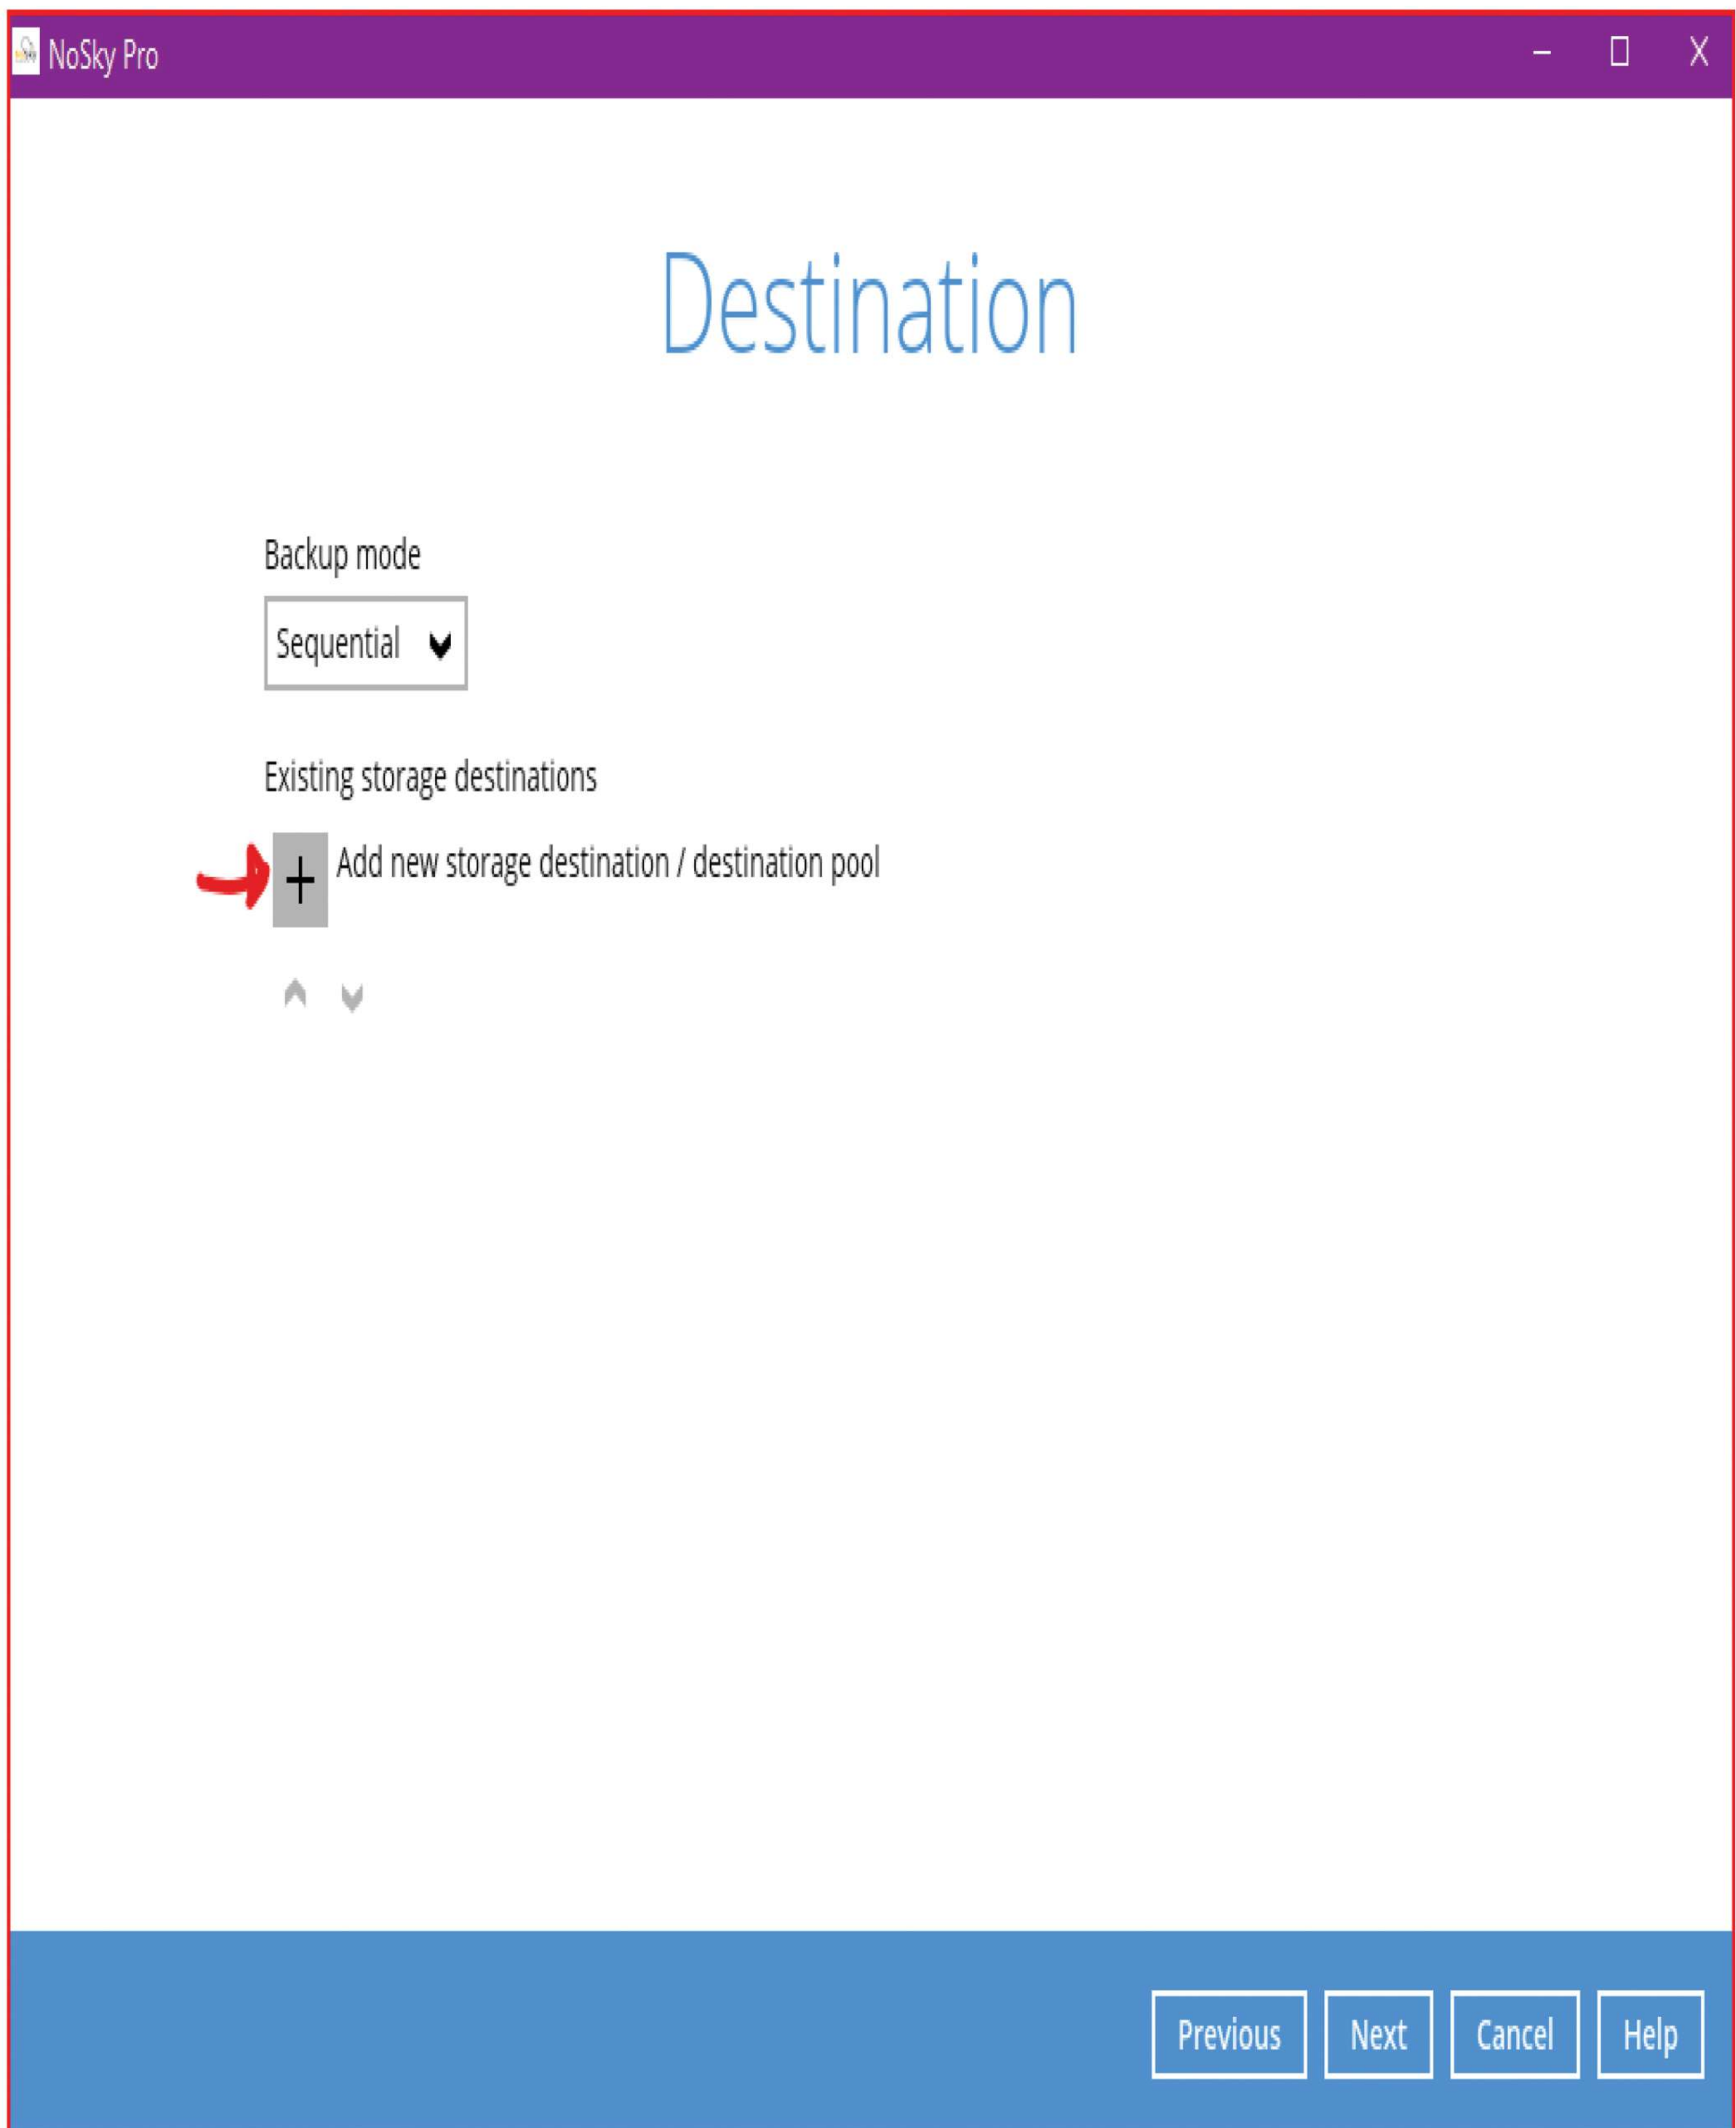 NoSky Pro
Destination
Backup mode
Sequential
Existing storage destinations
Add new storage destination / destination pool
Previous Next Cancel Help